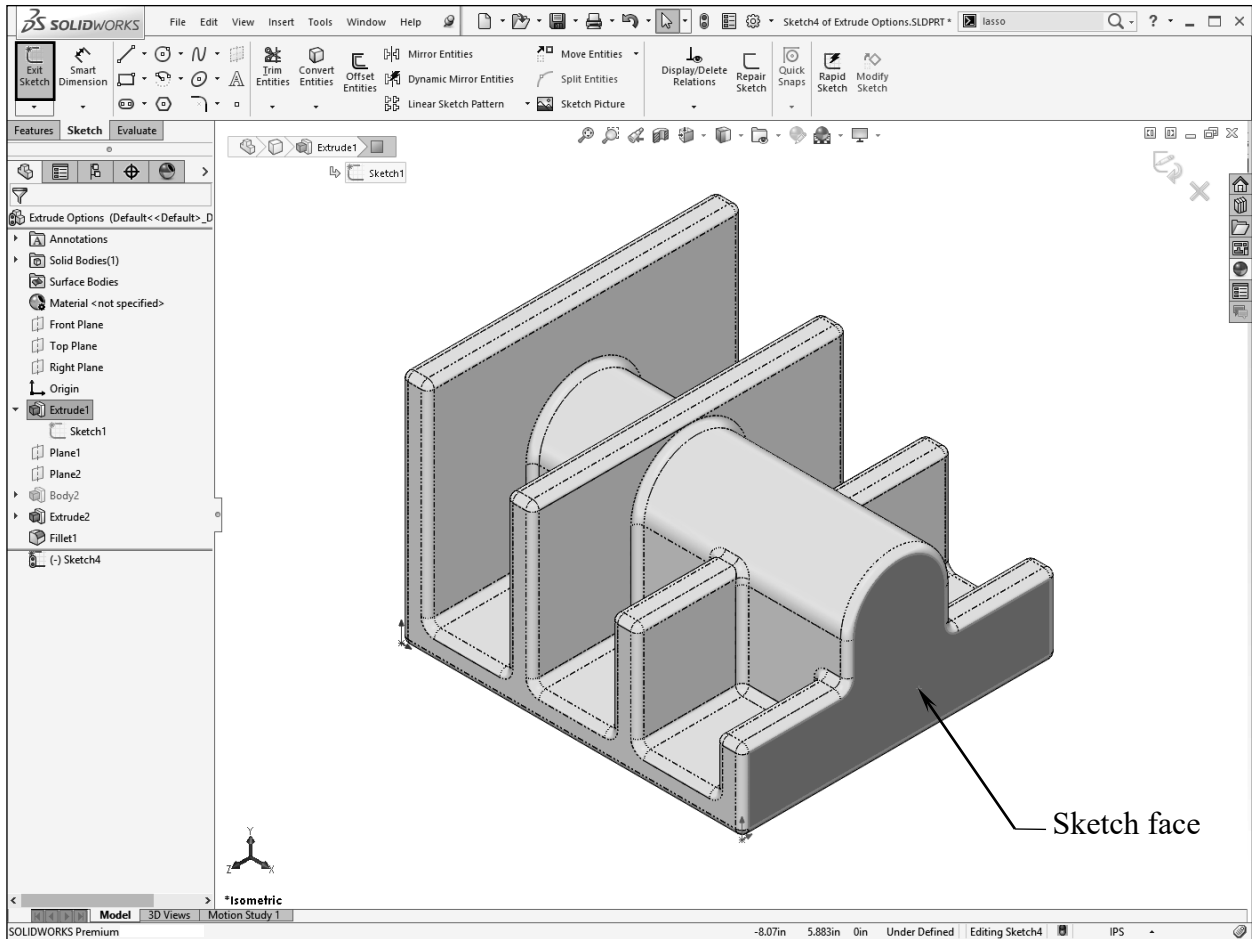 SOLIDWORKS File Edit View Insert Tools Window Help Sketch4 of Extrude Options.SLDPRT * lasso
Exit Sketch
Smart Dimension
Trim Entities
Convert Entities
Offset Entities
Mirror Entities
Dynamic Mirror Entities
Linear Sketch Pattern
Move Entities
Split Entities
Sketch Picture
Display/Delete Relations
Repair Sketch
Quick Snaps
Rapid Sketch
Modify Sketch
Features Sketch Evaluate
Extrude1
Sketch1
Extrude Options (Default<<Default>_D
Annotations
Solid Bodies(1)
Surface Bodies
Material <not specified>
Front Plane
Top Plane
Right Plane
Origin
Extrude1
Sketch1
Plane1
Plane2
Body2
Extrude2
Fillet1
(-) Sketch4
Sketch face
Y
Z X
*Isometric
Model 3D Views Motion Study 1
SOLIDWORKS Premium -8.07in 5.883in 0in Under Defined Editing Sketch4 IPS